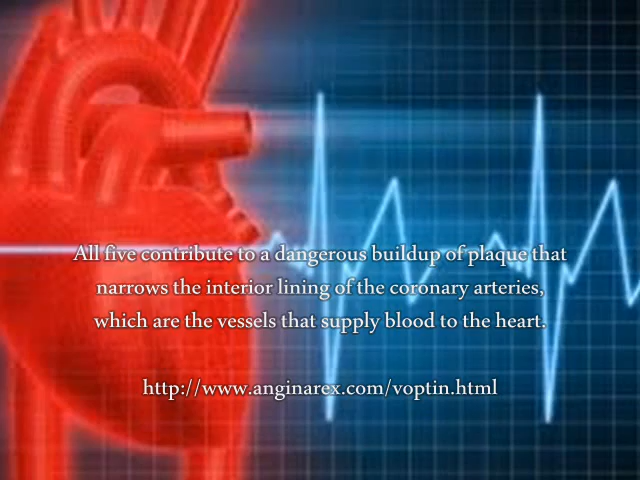 All five contribute to a dangerous buildup of plaque that
narrows the interior lining of the coronary arteries,
which are the vessels that supply blood to the heart.
http://www.anginarex.com/voptin.html